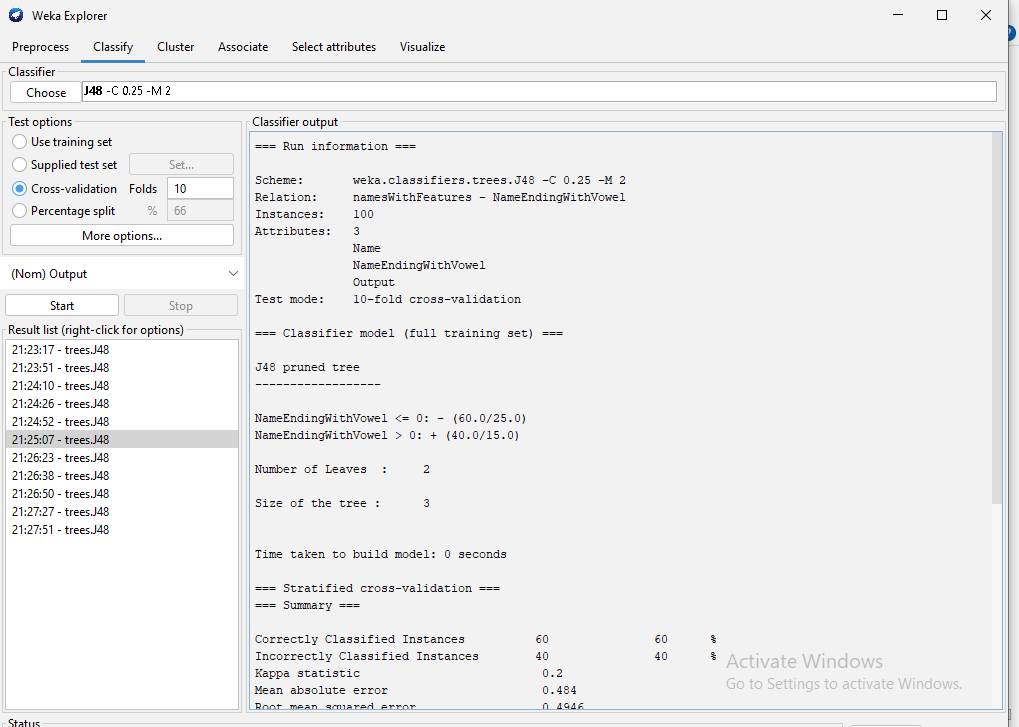 Weka Explorer
Preprocess Classify Cluster Associate Select attributes Visualize
Classifier
Choose J48 -C 0.25 -M 2
Test options
Use training set
Supplied test set Set...
Cross-validation Folds 10
Percentage split % 66
More options...
(Nom) Output
Start Stop
Result list (right-click for options)
21:23:17 - trees.J48
21:23:51 - trees.J48
21:24:10 - trees.J48
21:24:26 - trees.J48
21:24:52 - trees.J48
21:25:07 - trees.J48
21:26:23 - trees.J48
21:26:38 - trees.J48
21:26:50 - trees.J48
21:27:27 - trees.J48
21:27:51 - trees.J48
Classifier output
=== Run information ===
Scheme: weka.classifiers.trees.J48 -C 0.25 -M 2
Relation: namesWithFeatures - NameEndingWithVowel
Instances: 100
Attributes: 3
Name
NameEndingWithVowel
Output
Test mode: 10-fold cross-validation
=== Classifier model (full training set) ===
J48 pruned tree
------------------
NameEndingWithVowel <= 0: - (60.0/25.0)
NameEndingWithVowel > 0: + (40.0/15.0)
Number of Leaves : 2
Size of the tree : 3
Time taken to build model: 0 seconds
=== Stratified cross-validation ===
=== Summary ===
Correctly Classified Instances 60 60 %
Incorrectly Classified Instances 40 40 %
Kappa statistic 0.2
Mean absolute error 0.484
Root mean squared error 0.4946
Activate Windows
Go to Settings to activate Windows.
Status